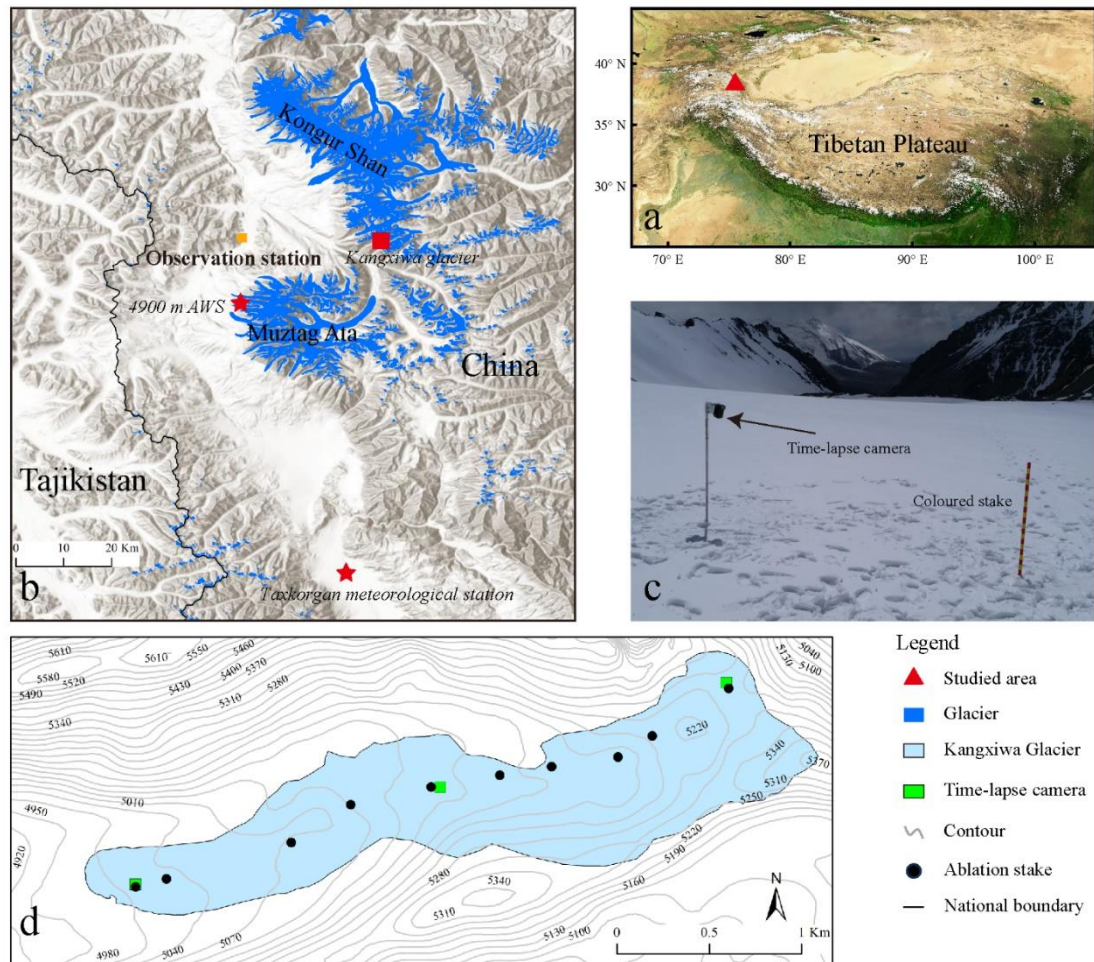 Kongur Shan
Observation station
Kangxiwa glacier
4900 m AWS
Muztag Ata
China
Tajikistan
0 10 20 Km
b
Taxkorgan meteorological station
40° N
35° N
30° N
Tibetan Plateau
a
70° E 80° E 90° E 100° E
Time-lapse camera
Coloured stake
c
5610
5580
5490
5520
5340
5610
5550
5460
5400
5370
5430
5310
5280
5040
5130
5100
5220
5340
5370
5310
5250
5220
5190
5160
5130
5100
4950
5010
4920
5280
5340
5310
4980
5040
5070
d
N
0 0.5 1 Km
Legend
Studied area
Glacier
Kangxiwa Glacier
Time-lapse camera
Contour
Ablation stake
National boundary